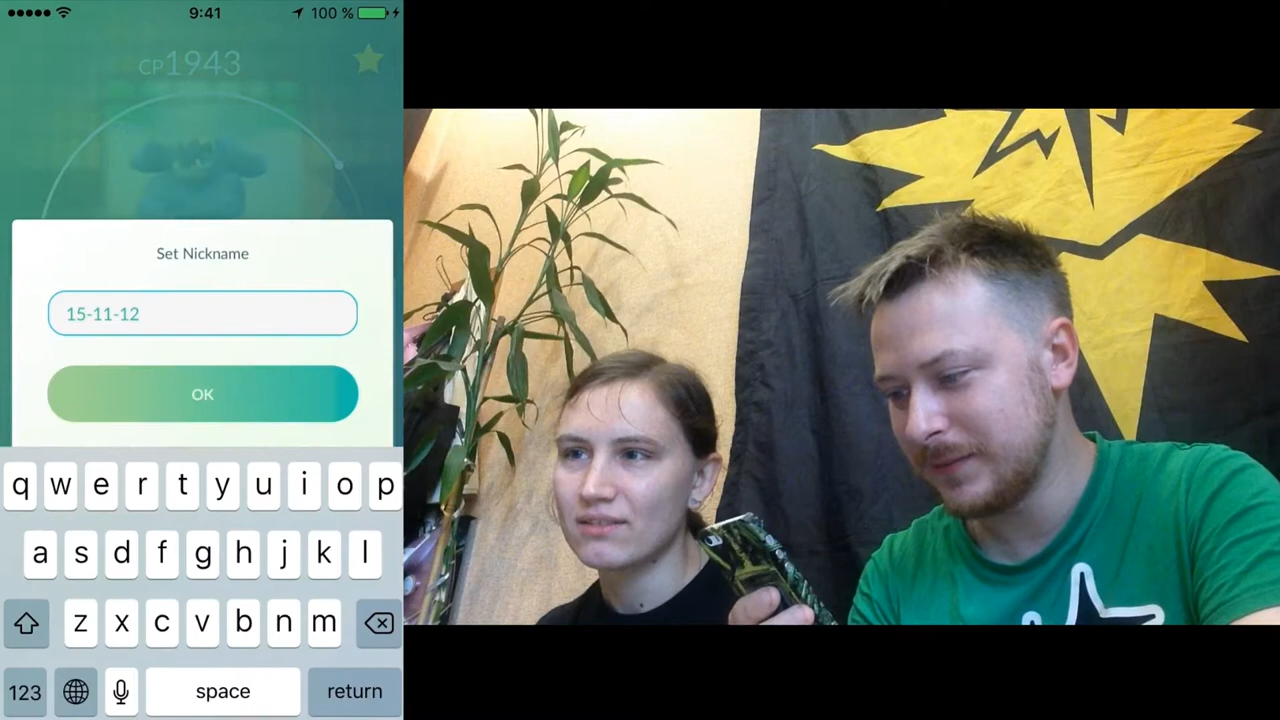 9:41
100 %
CP1943
Set Nickname
15-11-12
OK
q w e r t y u i o p
a s d f g h j k l
z x c v b n m
123
space
return